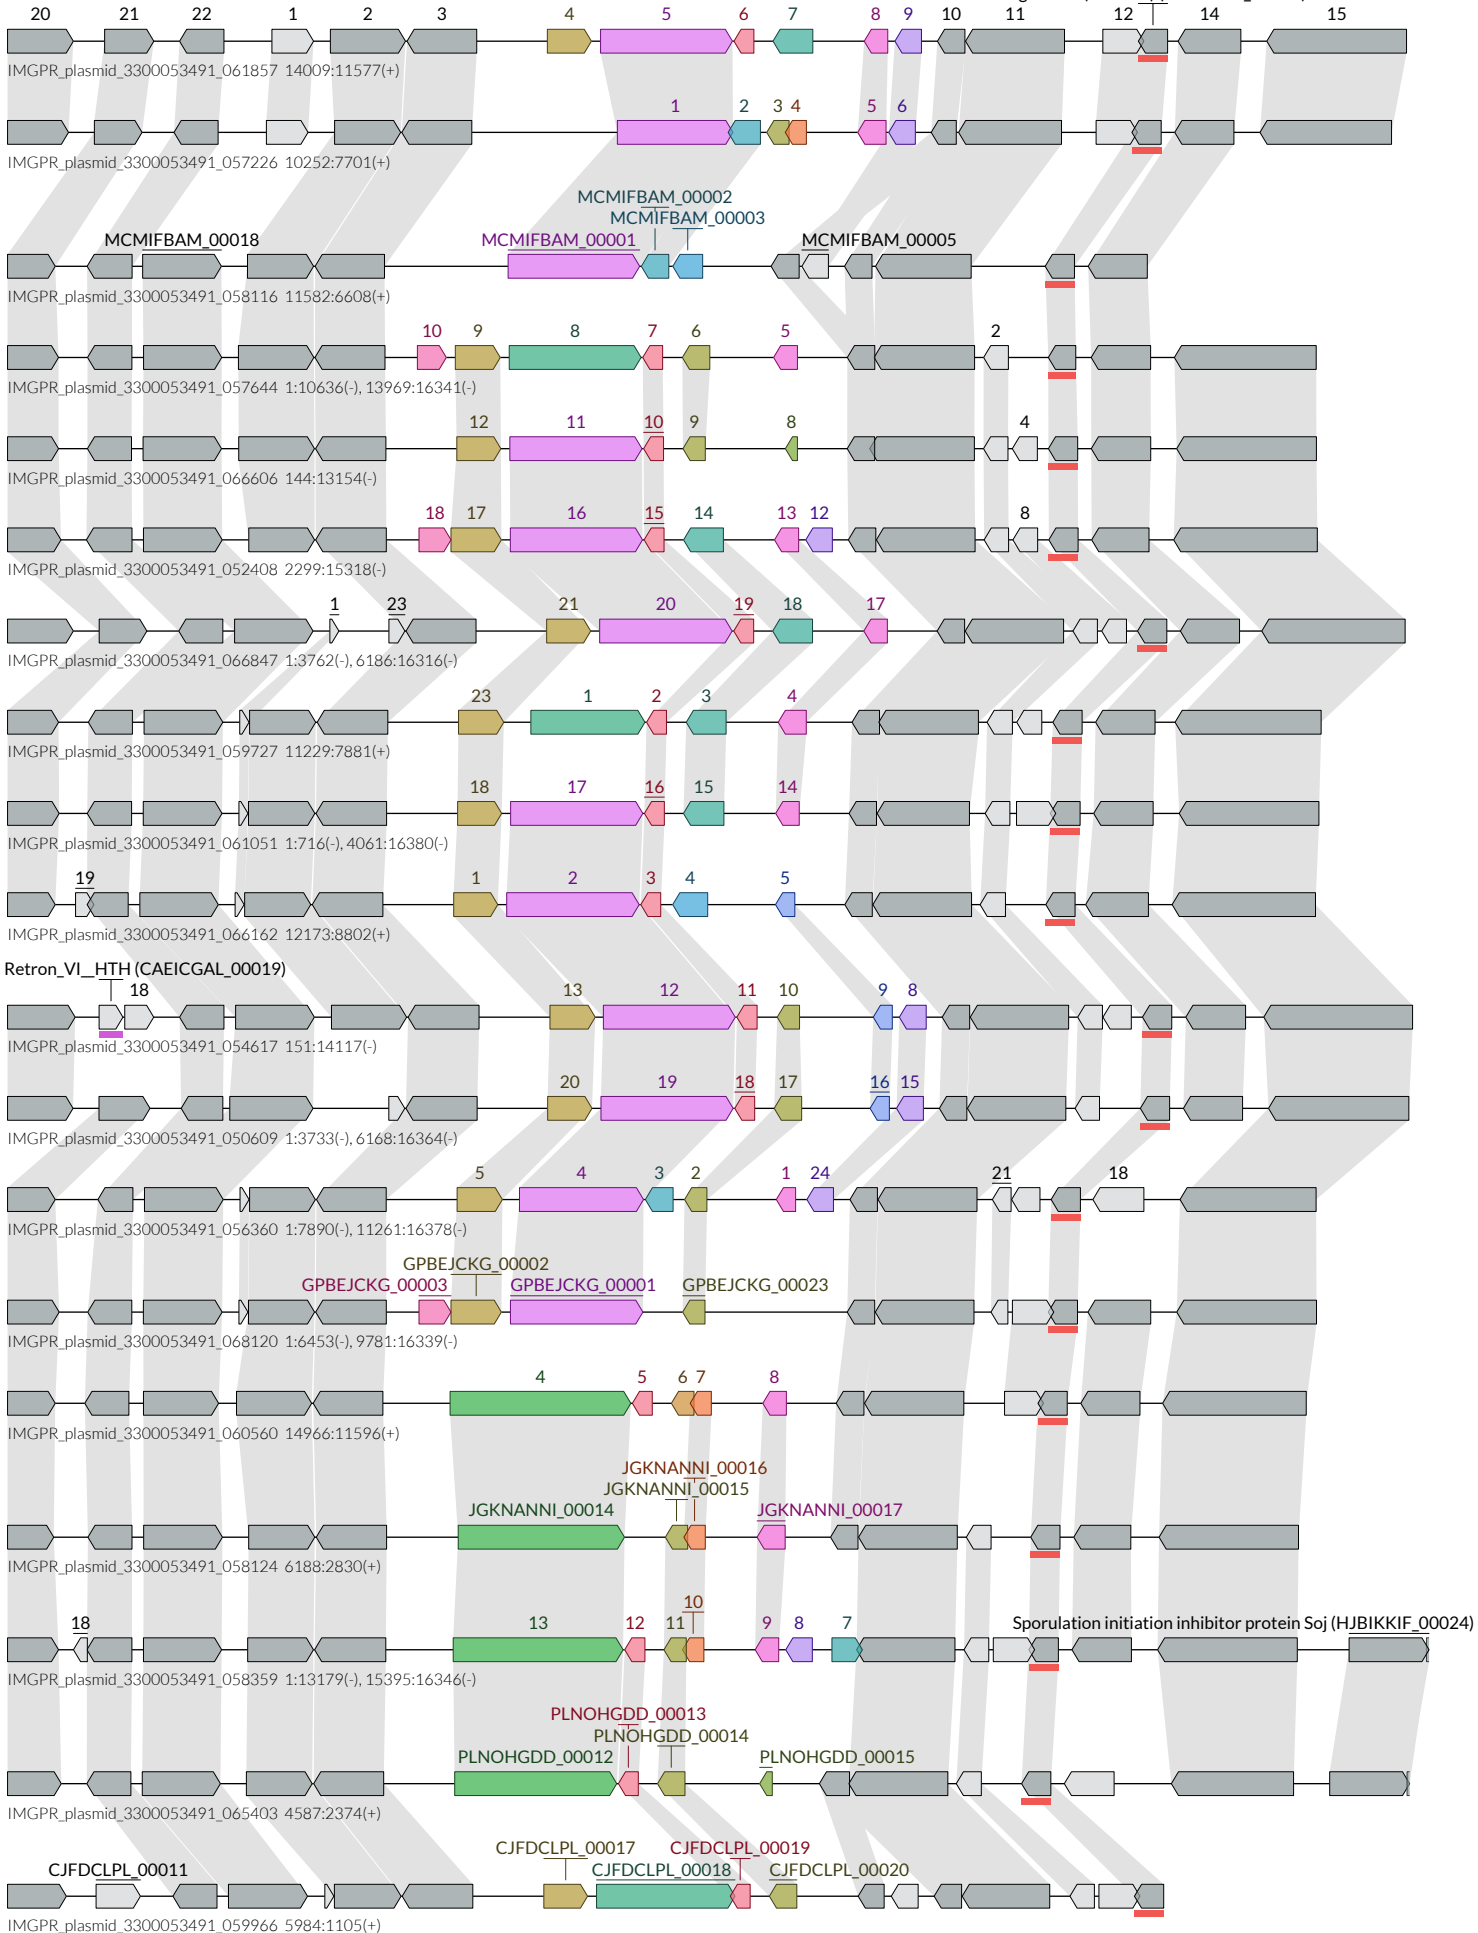 20 21 22 1 2 3 4 5 6 7 8 9 10 11 12 14 15
IMGPR_plasmid_3300053491_061857 14009:11577(+)
1 2 3 4 5 6
IMGPR_plasmid_3300053491_057226 10252:7701(+)
MCMIFBAM_00002
MCMIFBAM_00003
MCMIFBAM_00018 MCMIFBAM_00001 MCMIFBAM_00005
IMGPR_plasmid_3300053491_058116 11582:6608(+)
10 9 8 7 6 5 2
IMGPR_plasmid_3300053491_057644 1:10636(-), 13969:16341(-)
12 11 10 9 8 4
IMGPR_plasmid_3300053491_066606 144:13154(-)
18 17 16 15 14 13 12 8
IMGPR_plasmid_3300053491_052408 2299:15318(-)
1 23 21 20 19 18 17
IMGPR_plasmid_3300053491_066847 1:3762(-), 6186:16316(-)
23 1 2 3 4
IMGPR_plasmid_3300053491_059727 11229:7881(+)
18 17 16 15 14
IMGPR_plasmid_3300053491_061051 1:716(-), 4061:16380(-)
19 1 2 3 4 5
IMGPR_plasmid_3300053491_066162 12173:8802(+)
Retron_VI__HTH (CAEICGAL_00019)
18 13 12 11 10 9 8
IMGPR_plasmid_3300053491_054617 151:14117(-)
20 19 18 17 16 15
IMGPR_plasmid_3300053491_050609 1:3733(-), 6168:16364(-)
5 4 3 2 1 24 21 18
IMGPR_plasmid_3300053491_056360 1:7890(-), 11261:16378(-)
GPBEJCKG_00002
GPBEJCKG_00003 GPBEJCKG_00001 GPBEJCKG_00023
IMGPR_plasmid_3300053491_068120 1:6453(-), 9781:16339(-)
4 5 6 7 8
IMGPR_plasmid_3300053491_060560 14966:11596(+)
JGKNANNI_00016
JGKNANNI_00015
JGKNANNI_00014 JGKNANNI_00017
IMGPR_plasmid_3300053491_058124 6188:2830(+)
10
18 13 12 11 9 8 7 Sporulation initiation inhibitor protein Soj (HJBIKKIF_00024)
IMGPR_plasmid_3300053491_058359 1:13179(-), 15395:16346(-)
PLNOHGDD_00013
PLNOHGDD_00014
PLNOHGDD_00012 PLNOHGDD_00015
IMGPR_plasmid_3300053491_065403 4587:2374(+)
CJFDCLPL_00017 CJFDCLPL_00019
CJFDCLPL_00011 CJFDCLPL_00018 CJFDCLPL_00020
IMGPR_plasmid_3300053491_059966 5984:1105(+)